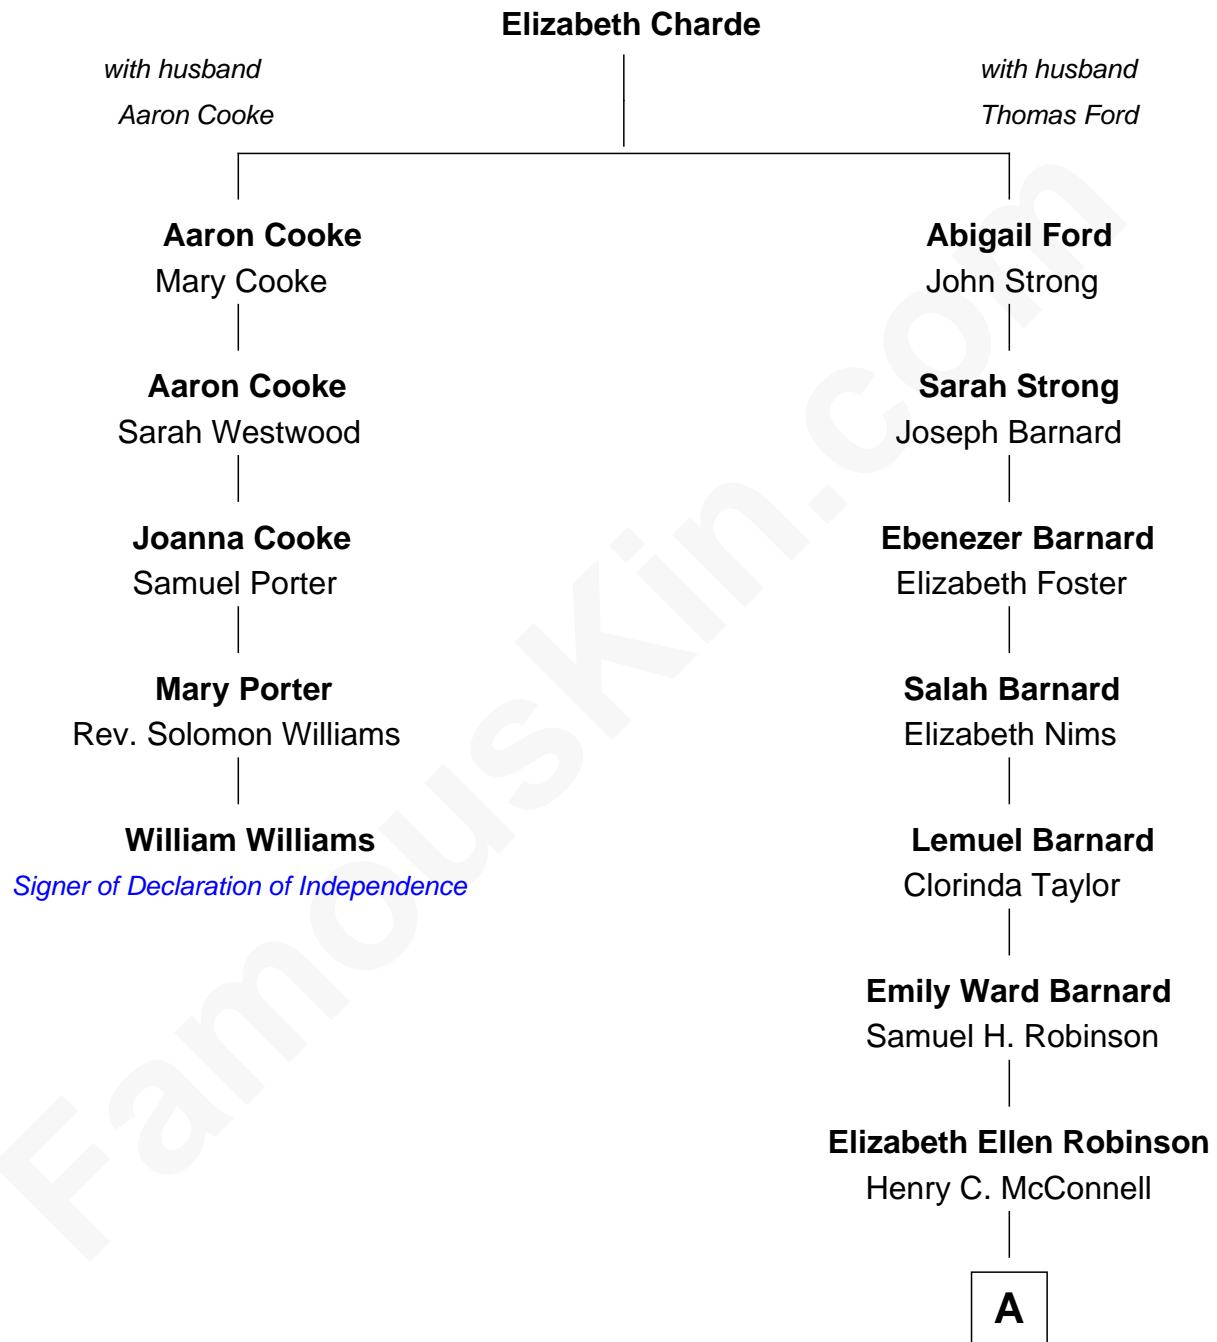 Elizabeth Charde
with husband
Aaron Cooke
with husband
Thomas Ford
Aaron Cooke
Mary Cooke
Abigail Ford
John Strong
Aaron Cooke
Sarah Westwood
Sarah Strong
Joseph Barnard
Joanna Cooke
Samuel Porter
Ebenezer Barnard
Elizabeth Foster
Mary Porter
Rev. Solomon Williams
Salah Barnard
Elizabeth Nims
William Williams
Signer of Declaration of Independence
Lemuel Barnard
Clorinda Taylor
Emily Ward Barnard
Samuel H. Robinson
Elizabeth Ellen Robinson
Henry C. McConnell
A
FamousKin.com